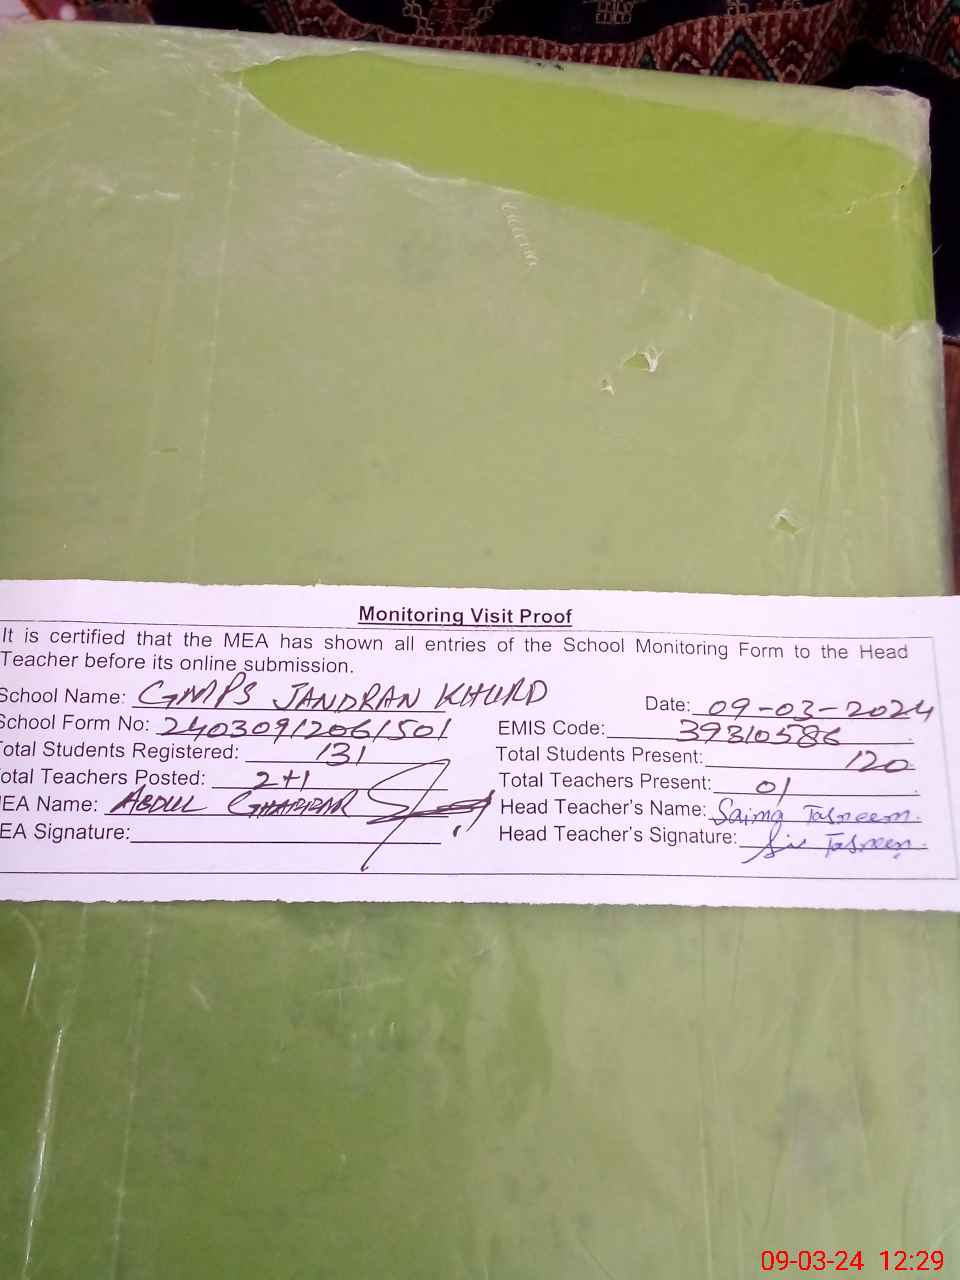 Monitoring Visit Proof
It is certified that the MEA has shown all entries of the School Monitoring Form to the Head
Teacher before its online submission.
School Name: GMPS JANDRAN KHURD Date: 09-03-2024
School Form No: 24030912061501 EMIS Code: 39310586
Total Students Registered: 131 Total Students Present: 120
Total Teachers Posted: 2+1 Total Teachers Present: 01
MEA Name: ABDUL GHAFFAR Head Teacher's Name: Saima Tasneem.
EA Signature: Head Teacher's Signature: Tasneem.
09-03-24 12:29